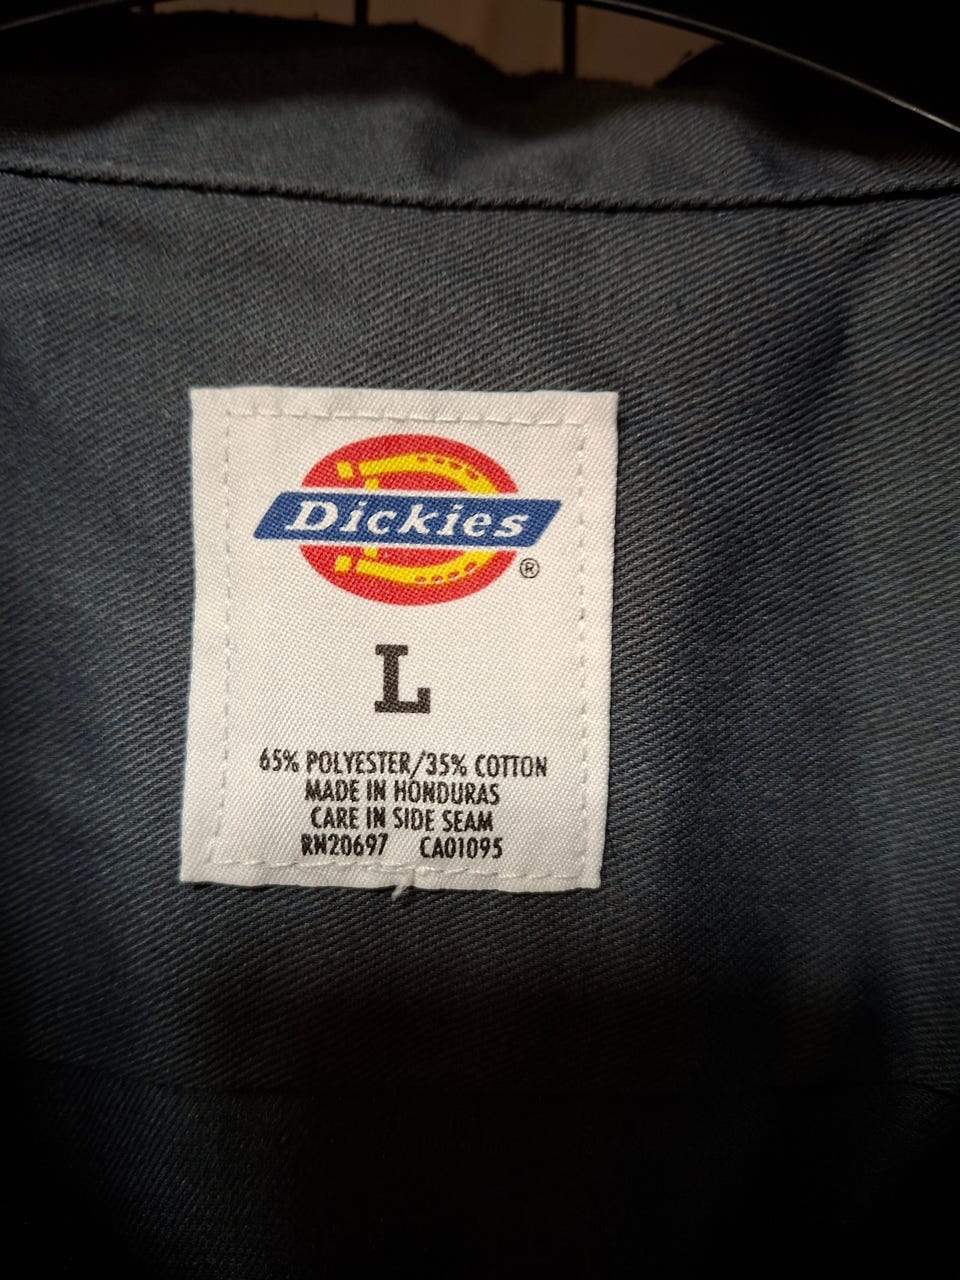 Dickies
®
L
65% POLYESTER/35% COTTON
MADE IN HONDURAS
CARE IN SIDE SEAM
RN20697 CA01095